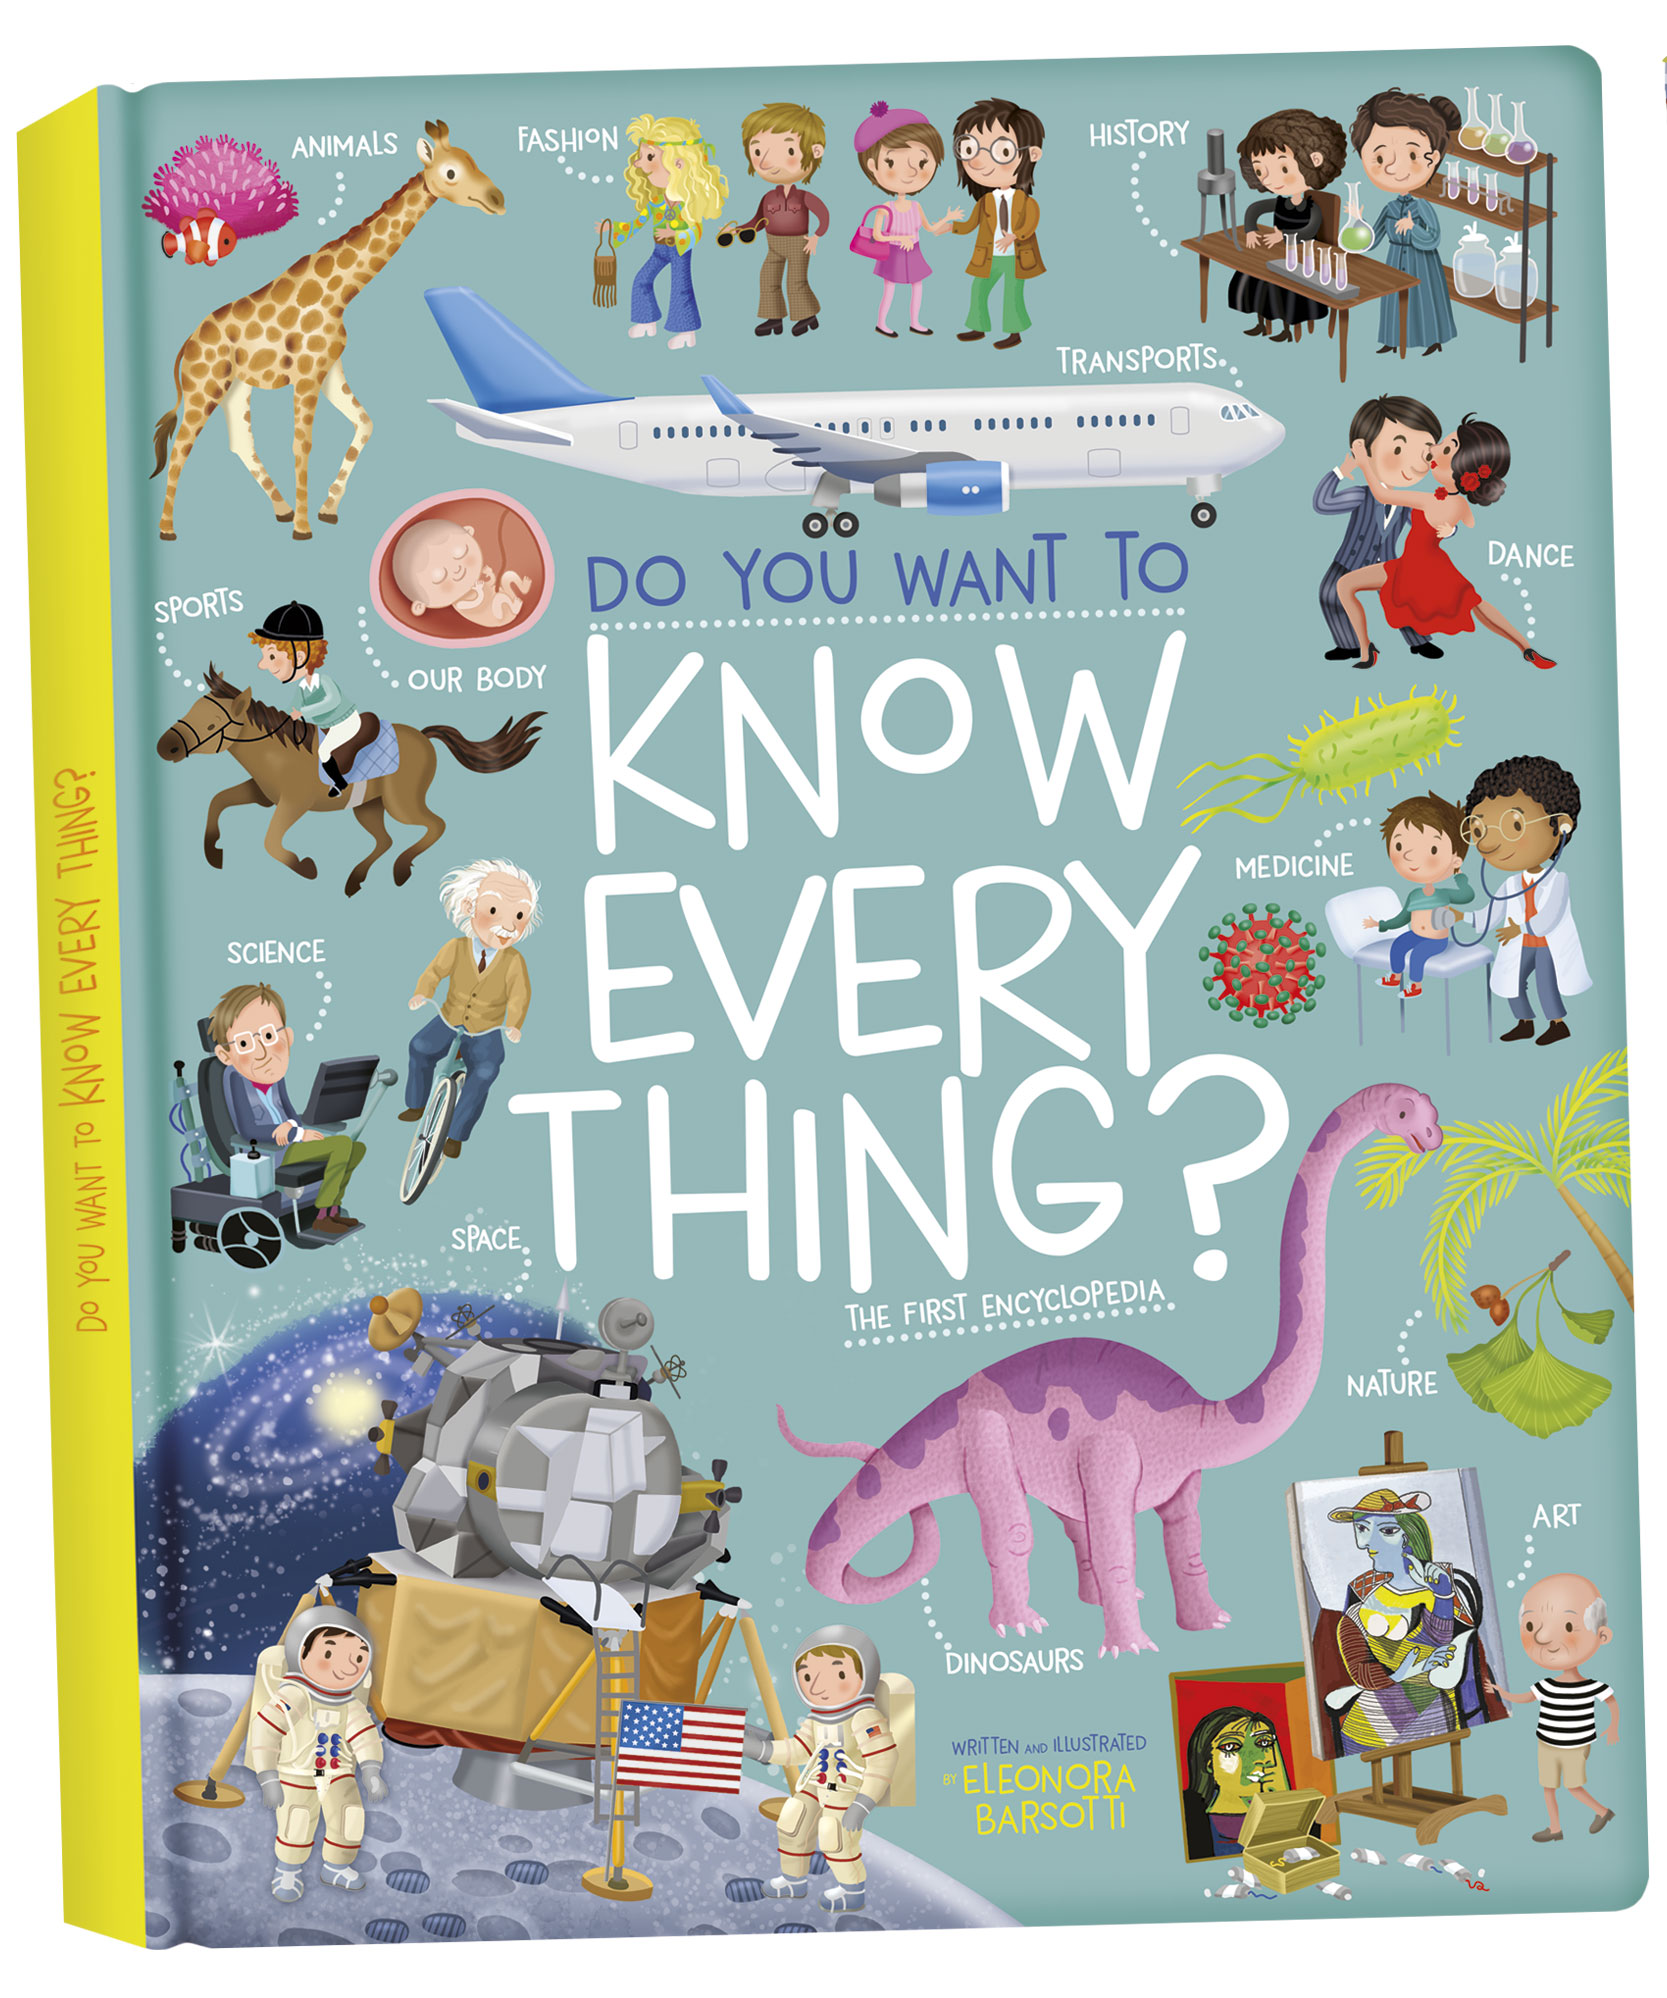 DO YOU WANT TO KNOW EVERY THING?
ANIMALS
FASHION
HISTORY
TRANSPORTS
DANCE
SPORTS
OUR BODY
DO YOU WANT TO
KNOW
EVERY
THING?
THE FIRST ENCYCLOPEDIA
MEDICINE
SCIENCE
SPACE
NATURE
ART
DINOSAURS
WRITTEN AND ILLUSTRATED
BY ELEONORA
BARSOTTI